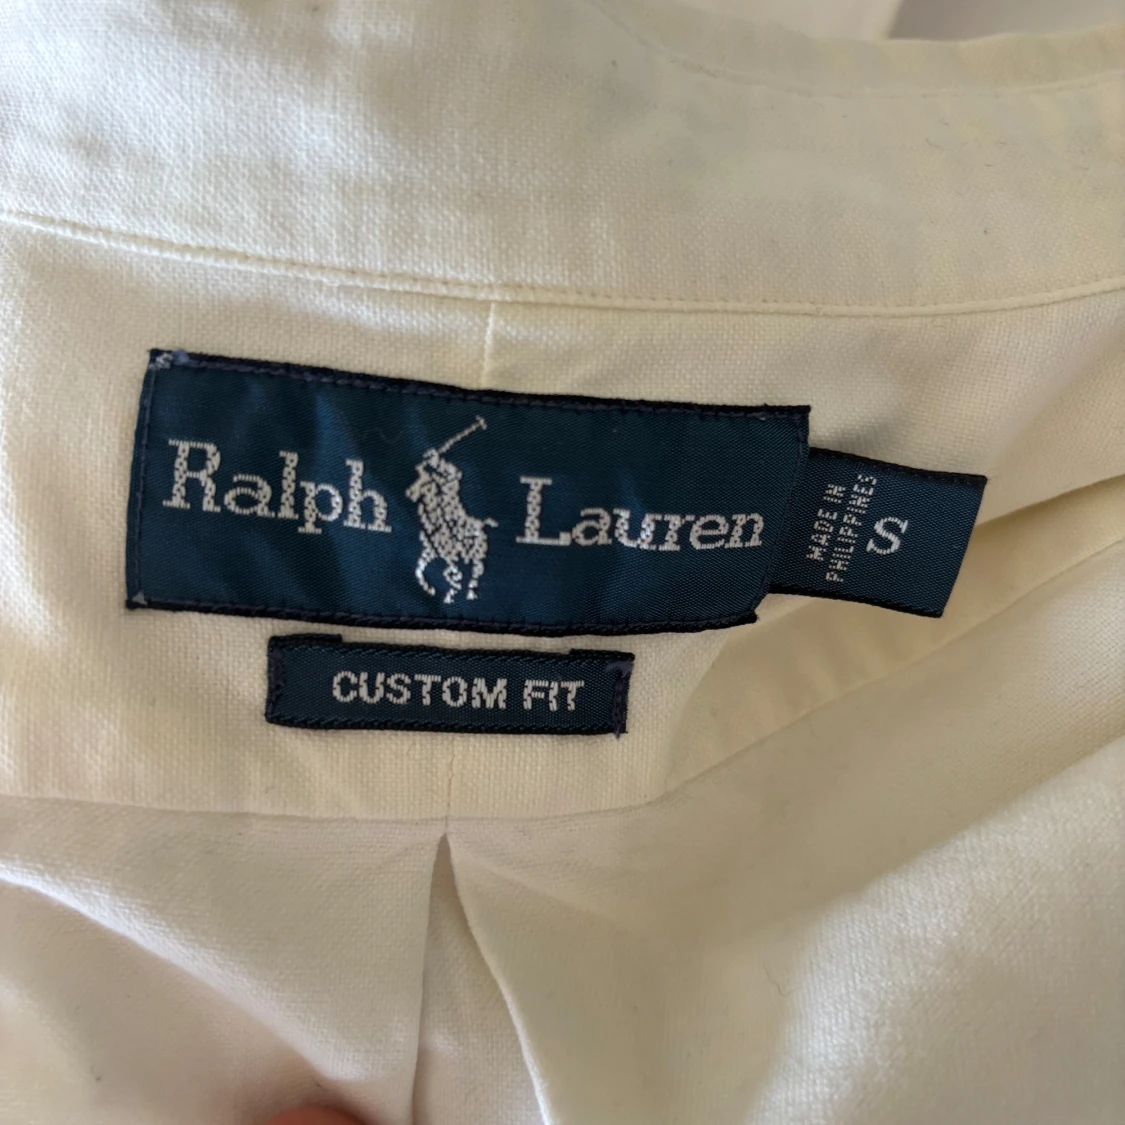 Ralph Lauren
MADE IN
PHILIPPINES
S
CUSTOM FIT